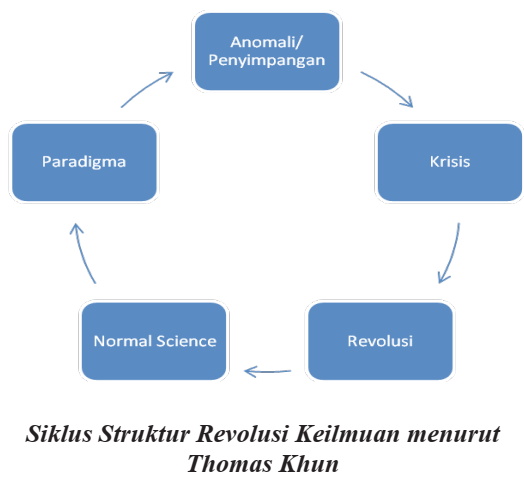 Anomali/
Penyimpangan
Paradigma
Krisis
Normal Science
Revolusi
Siklus Struktur Revolusi Keilmuan menurut
Thomas Khun